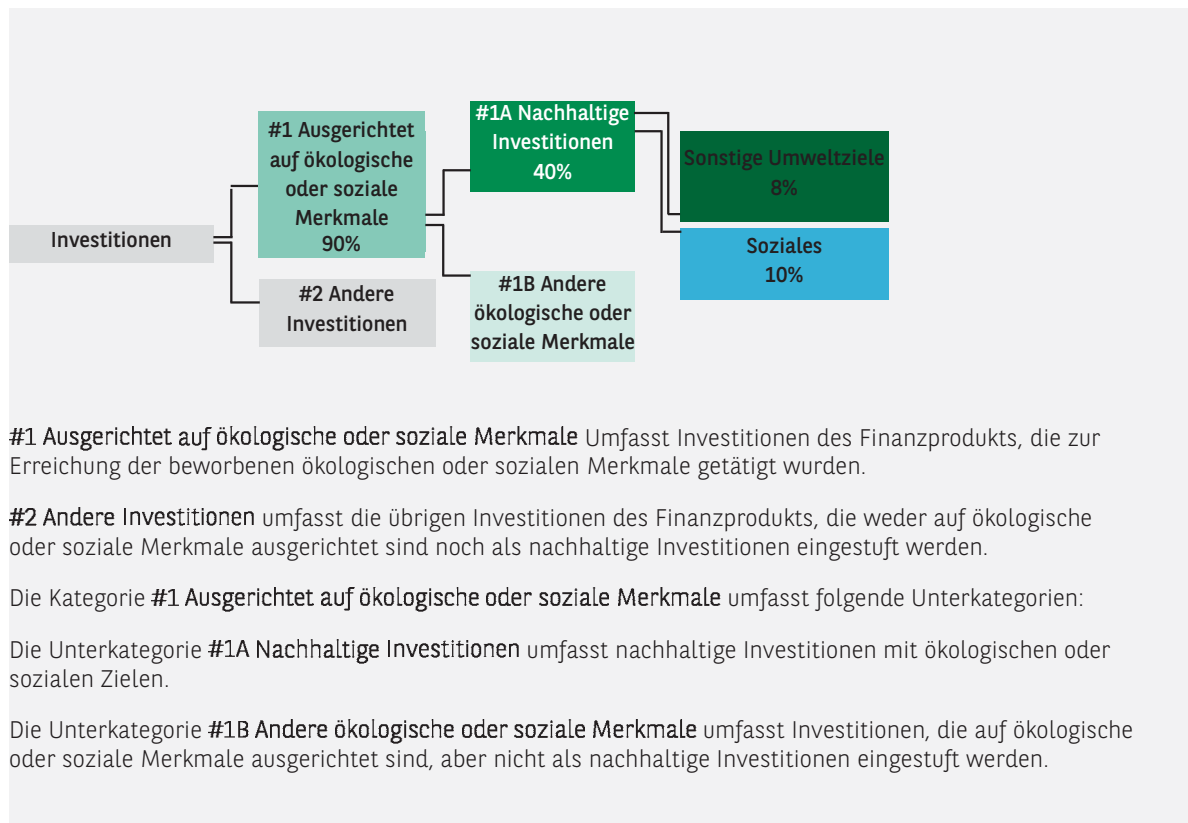 Investitionen
#1 Ausgerichtet
auf ökologische
oder soziale
Merkmale
90%
#2 Andere
Investitionen
#1A Nachhaltige
Investitionen
40%
#1B Andere
ökologische oder
soziale Merkmale
Sonstige Umweltziele
8%
Soziales
10%
#1 Ausgerichtet auf ökologische oder soziale Merkmale Umfasst Investitionen des Finanzprodukts, die zur
Erreichung der beworbenen ökologischen oder sozialen Merkmale getätigt wurden.
#2 Andere Investitionen umfasst die übrigen Investitionen des Finanzprodukts, die weder auf ökologische
oder soziale Merkmale ausgerichtet sind noch als nachhaltige Investitionen eingestuft werden.
Die Kategorie #1 Ausgerichtet auf ökologische oder soziale Merkmale umfasst folgende Unterkategorien:
Die Unterkategorie #1A Nachhaltige Investitionen umfasst nachhaltige Investitionen mit ökologischen oder
sozialen Zielen.
Die Unterkategorie #1B Andere ökologische oder soziale Merkmale umfasst Investitionen, die auf ökologische
oder soziale Merkmale ausgerichtet sind, aber nicht als nachhaltige Investitionen eingestuft werden.